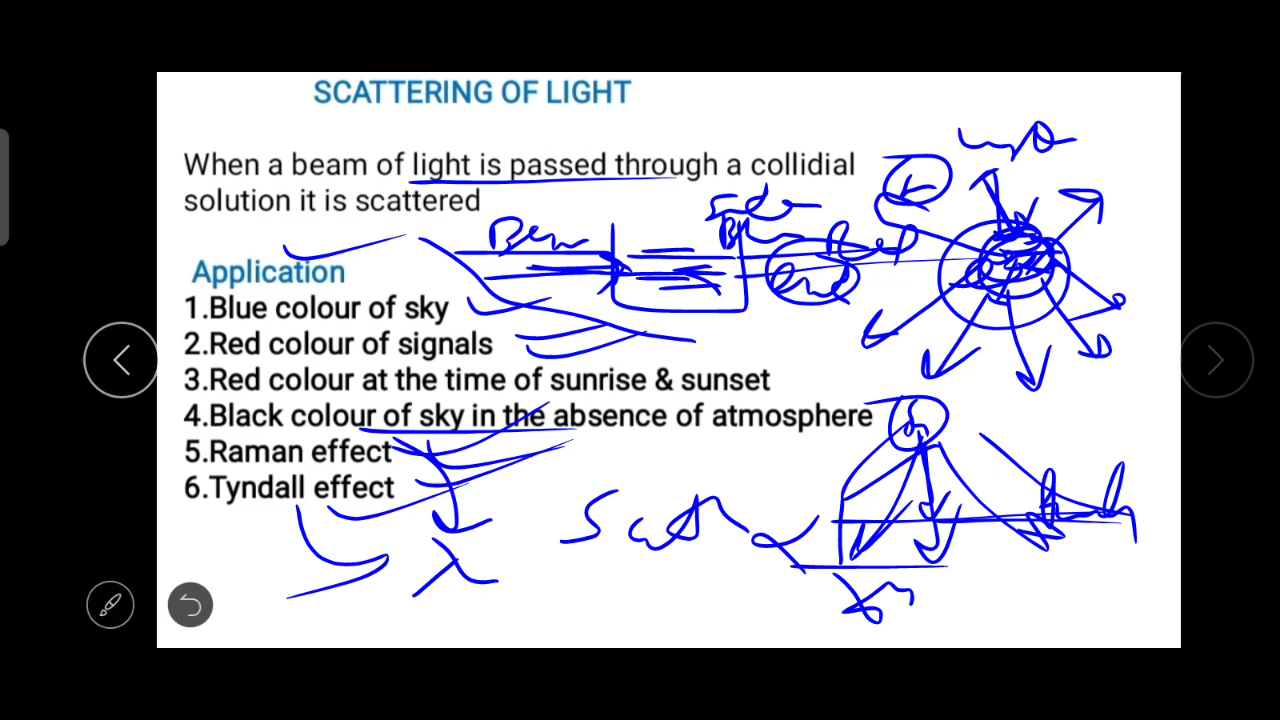 SCATTERING OF LIGHT
When a beam of light is passed through a collidial
solution it is scattered
Application
1.Blue colour of sky
2.Red colour of signals
3.Red colour at the time of sunrise & sunset
4.Black colour of sky in the absence of atmosphere
5.Raman effect
6.Tyndall effect
λ